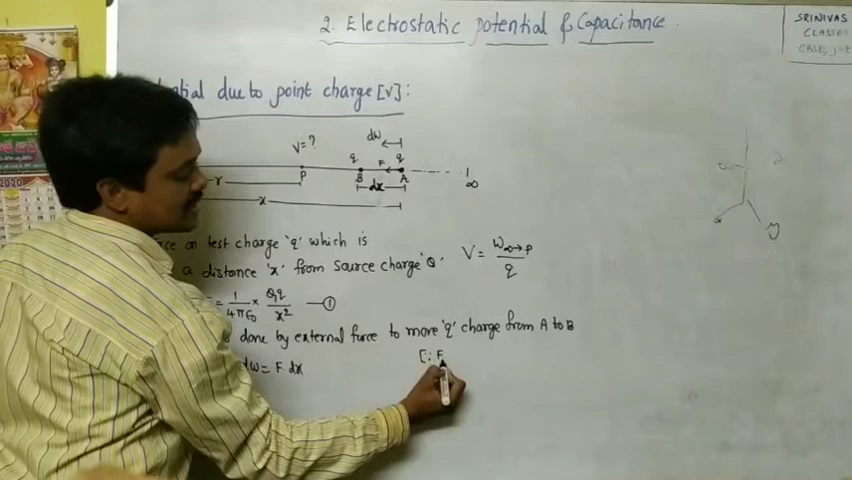 2. Electrostatic potential & Capacitance
SRINIVAS
CLASSES
CBSE, JEE
due to point charge [V]:
dW
V=?
q
F
q
P
B
A
∞
r
dx
x
on test charge 'q' which is
a distance 'x' from source charge 'Q'
V = W∞→P / q
= 1/4πε0 × Qq/x² —①
done by external force to move 'q' charge from A to B
dW = F. dx
[∵ F
2020